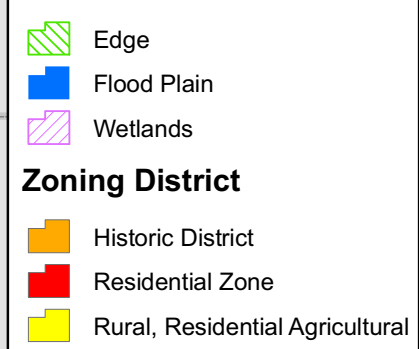 Edge
Flood Plain
Wetlands
Zoning District
Historic District
Residential Zone
Rural, Residential Agricultural